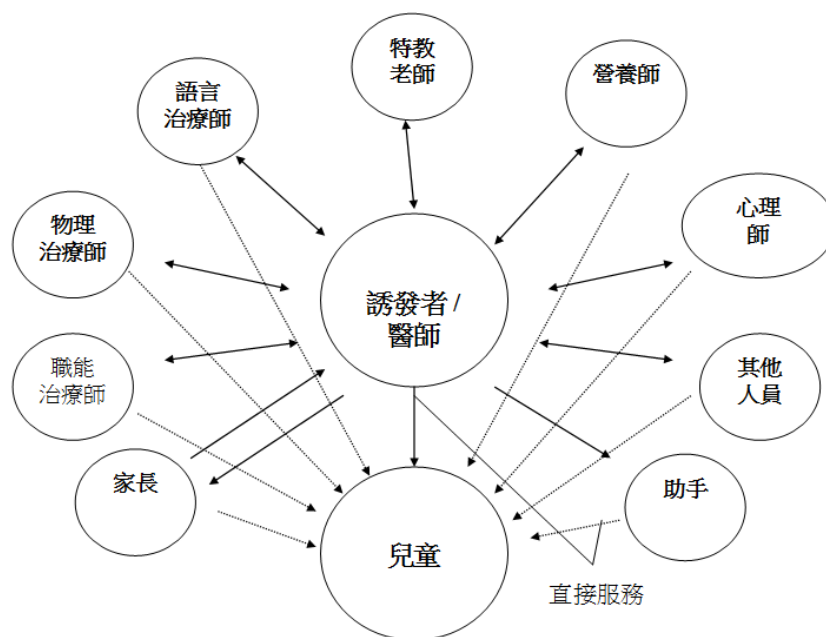 特教
老師
語言
治療師
營養師
物理
治療師
心理
師
誘發者 /
醫師
職能
治療師
其他
人員
家長
助手
兒童
直接服務